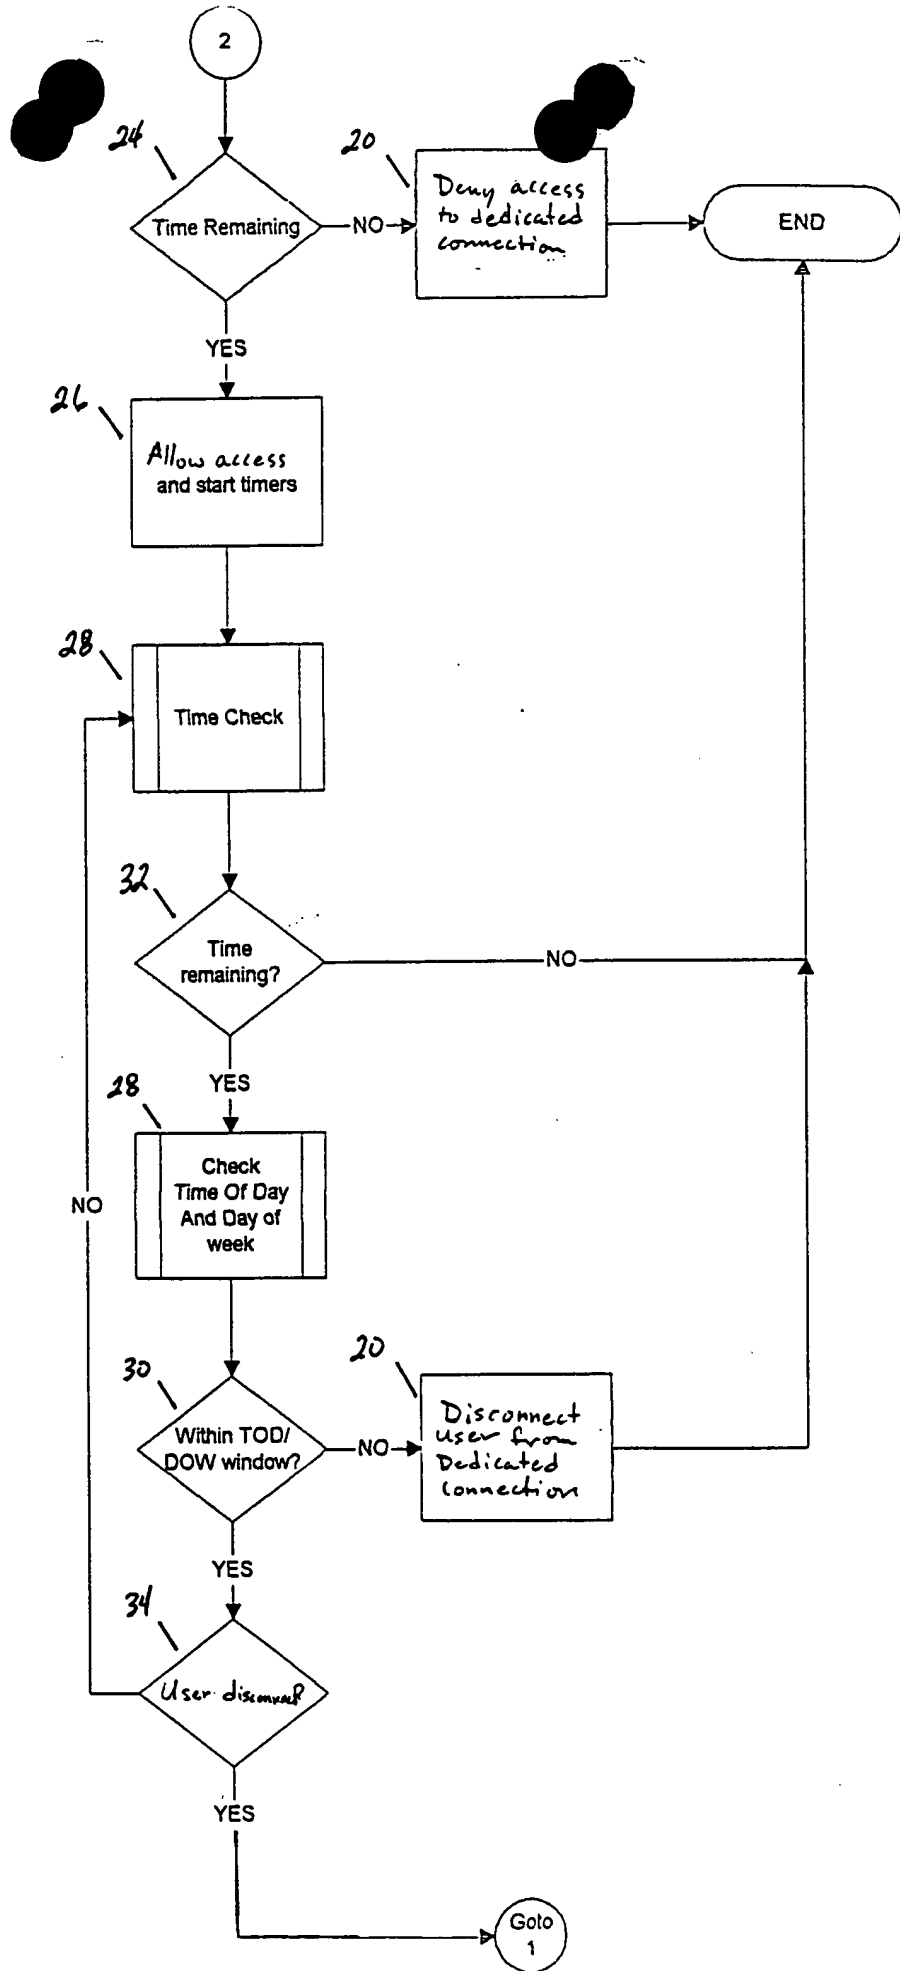 2
24
Time Remaining
NO
20
Deny access
to dedicated
connection
END
YES
26
Allow access
and start timers
28
Time Check
32
Time
remaining?
NO
YES
28
Check
Time Of Day
And Day of
week
NO
30
Within TOD/
DOW window?
NO
20
Disconnect
User from
Dedicated
Connection
YES
34
User disconnect?
YES
Goto
1